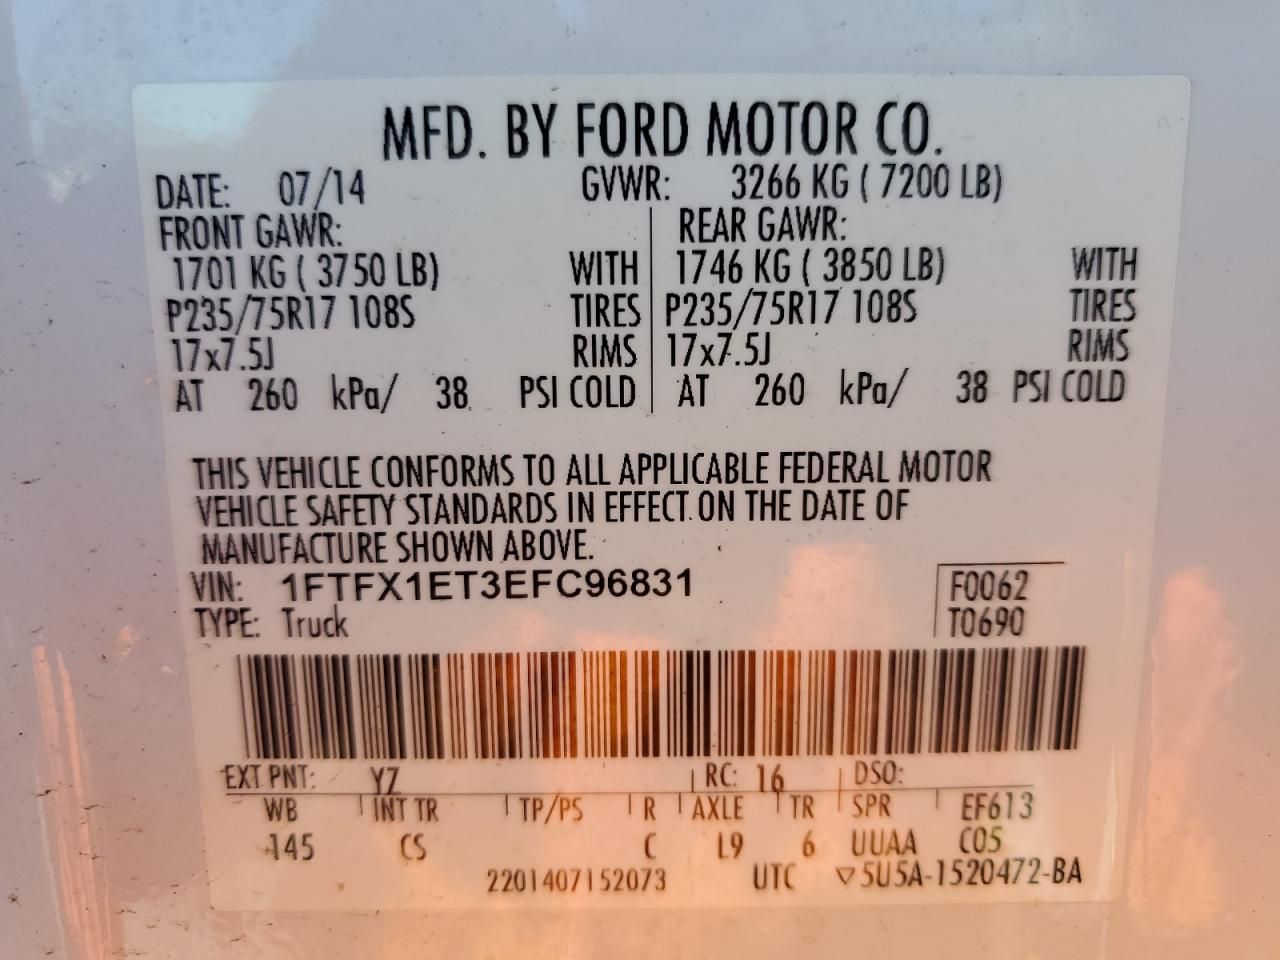 MFD. BY FORD MOTOR CO.
DATE: 07/14 GVWR: 3266 KG ( 7200 LB)
FRONT GAWR: REAR GAWR:
1701 KG ( 3750 LB) WITH 1746 KG ( 3850 LB) WITH
P235/75R17 108S TIRES P235/75R17 108S TIRES
17x7.5J RIMS 17x7.5J RIMS
AT 260 kPa/ 38 PSI COLD AT 260 kPa/ 38 PSI COLD
THIS VEHICLE CONFORMS TO ALL APPLICABLE FEDERAL MOTOR
VEHICLE SAFETY STANDARDS IN EFFECT ON THE DATE OF
MANUFACTURE SHOWN ABOVE.
VIN: 1FTFX1ET3EFC96831 F0062
TYPE: Truck T0690
EXT PNT: YZ RC: 16 DSO:
WB INT TR TP/PS R AXLE TR SPR EF613
145 CS C L9 6 UUAA C05
2201407152073 UTC ▽5U5A-1520472-BA